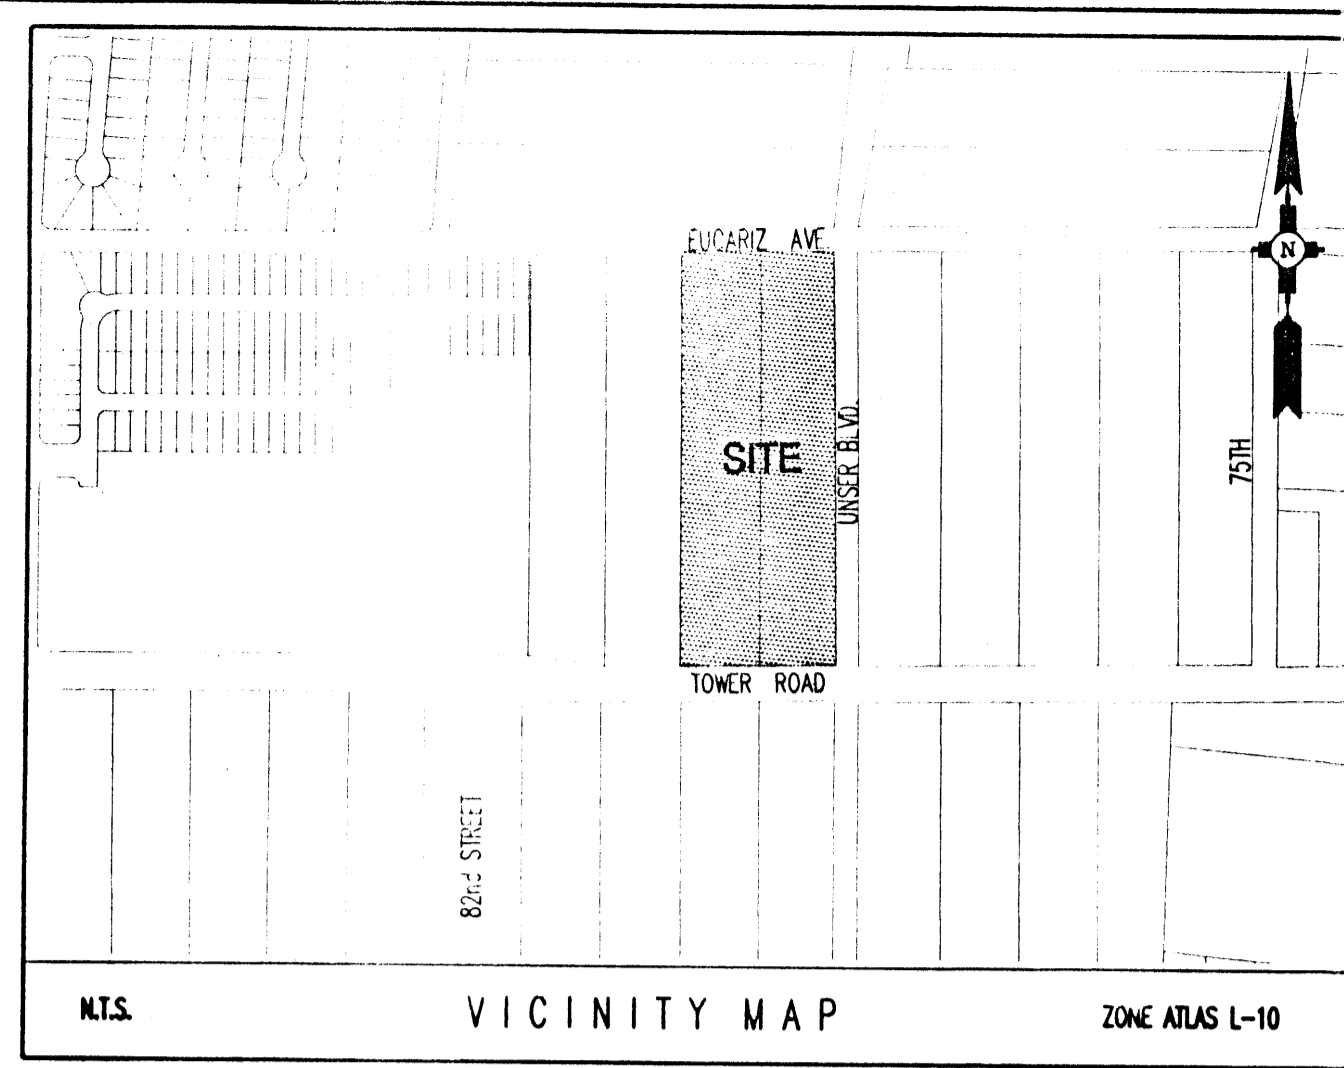 EUCARIZ AVE.
N
SITE
UNSER BLVD.
75TH
TOWER ROAD
82nd STREET
N.T.S.
VICINITY MAP
ZONE ATLAS L-10